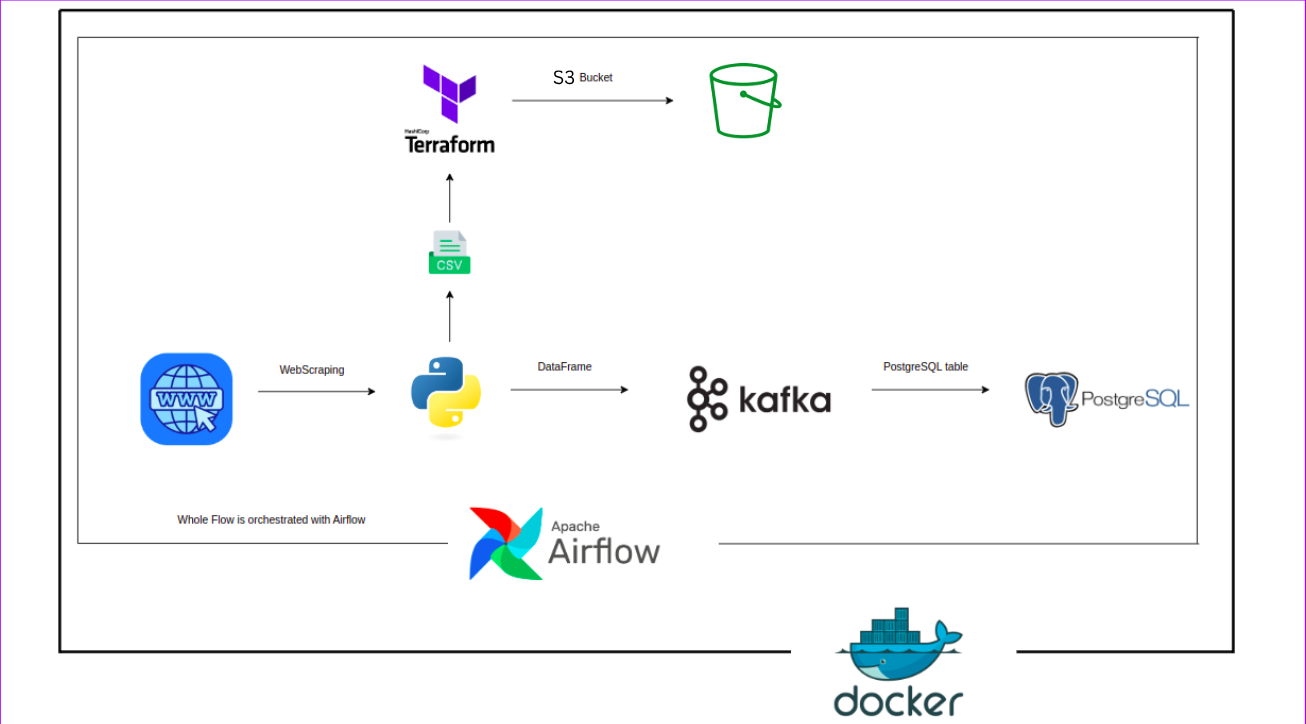 S3 Bucket
HashiCorp
Terraform
CSV
WWW
WebScraping
DataFrame
kafka
PostgreSQL table
PostgreSQL
Whole Flow is orchestrated with Airflow
Apache
Airflow
docker